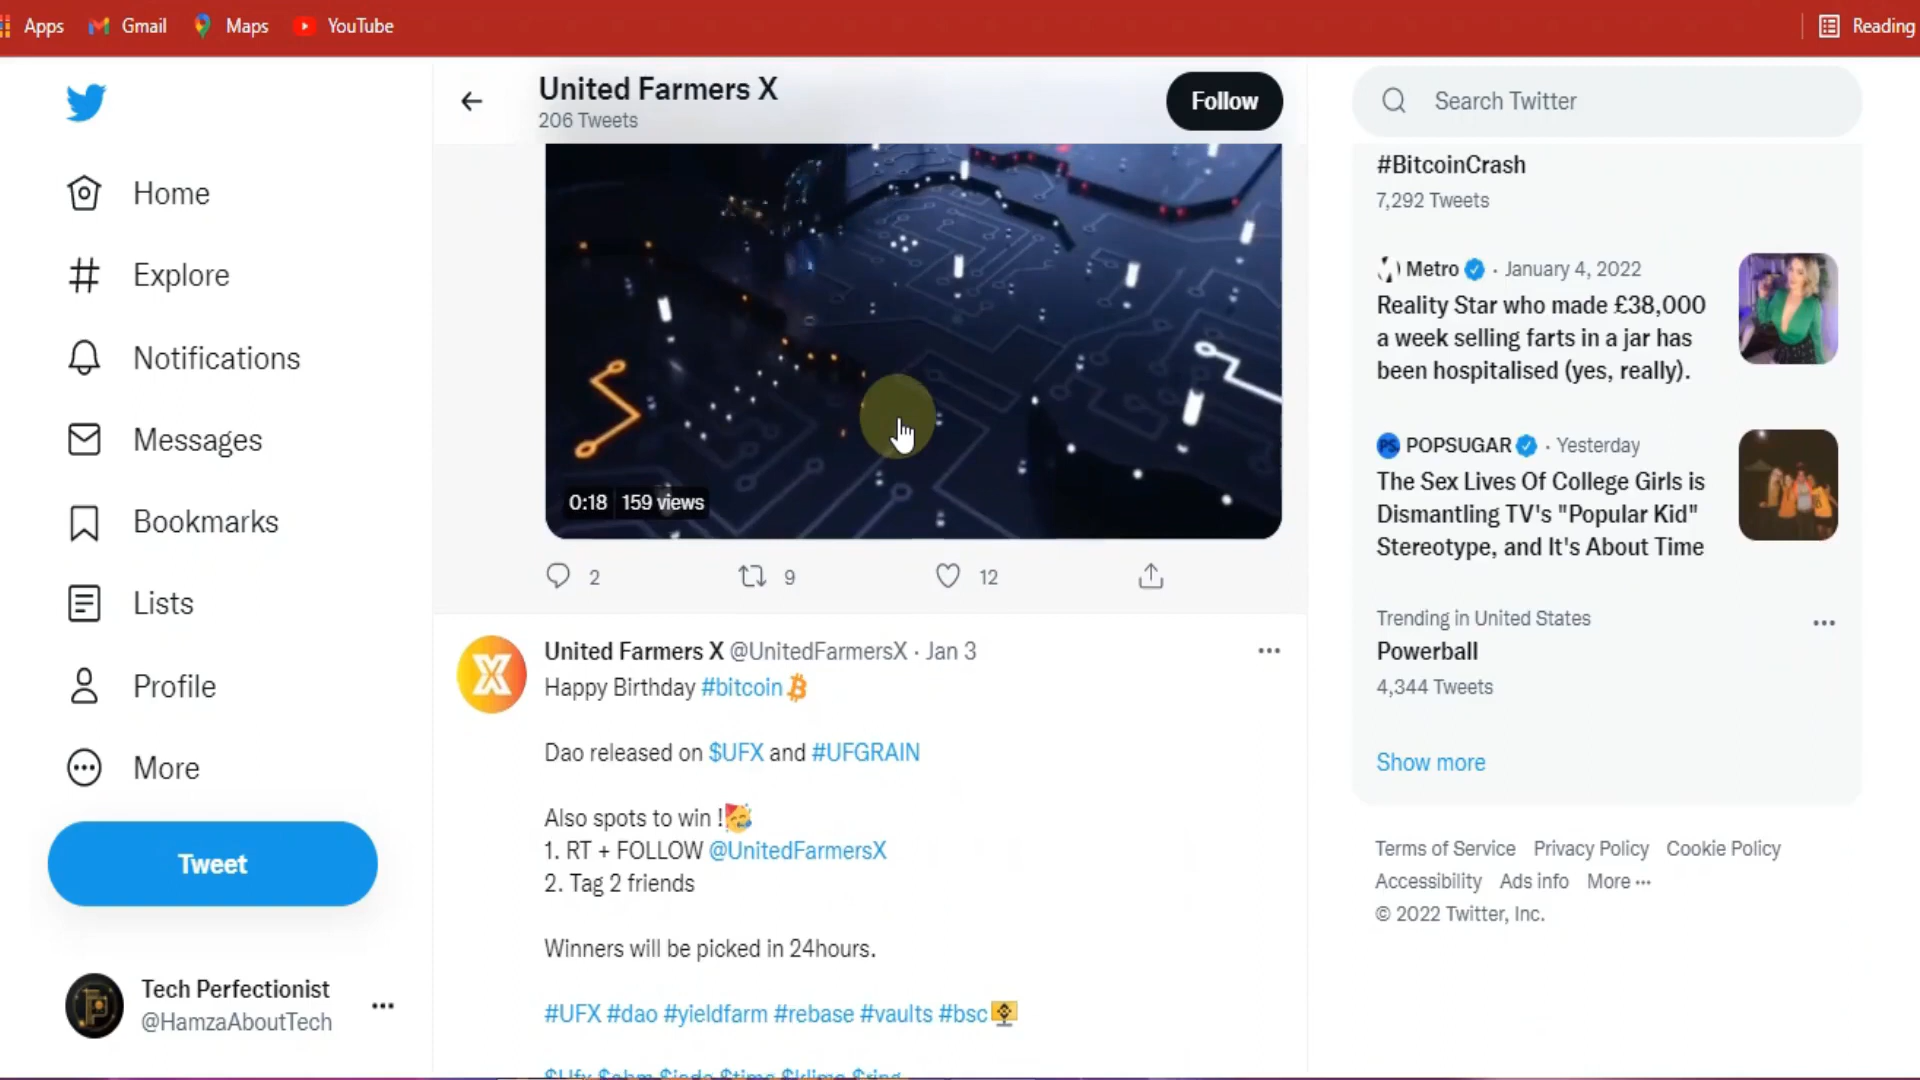 Apps Gmail Maps YouTube Reading
United Farmers X
206 Tweets
Follow
Search Twitter
Home
Explore
Notifications
Messages
Bookmarks
Lists
Profile
More
Tweet
Tech Perfectionist
@HamzaAboutTech
0:18 159 views
2 9 12
United Farmers X @UnitedFarmersX · Jan 3
Happy Birthday #bitcoin
Dao released on $UFX and #UFGRAIN
Also spots to win !
1. RT + FOLLOW @UnitedFarmersX
2. Tag 2 friends
Winners will be picked in 24hours.
#UFX #dao #yieldfarm #rebase #vaults #bsc
#BitcoinCrash
7,292 Tweets
Metro · January 4, 2022
Reality Star who made £38,000
a week selling farts in a jar has
been hospitalised (yes, really).
POPSUGAR · Yesterday
The Sex Lives Of College Girls is
Dismantling TV's "Popular Kid"
Stereotype, and It's About Time
Trending in United States
Powerball
4,344 Tweets
Show more
Terms of Service Privacy Policy Cookie Policy
Accessibility Ads info More
© 2022 Twitter, Inc.